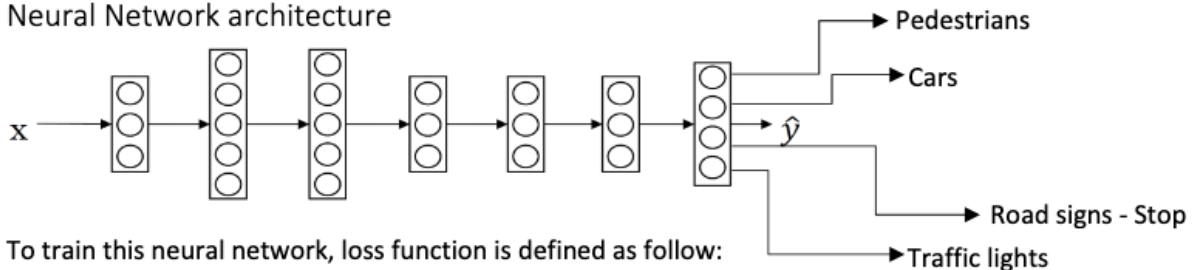 Neural Network architecture
Pedestrians
Cars
x
ŷ
Road signs - Stop
To train this neural network, loss function is defined as follow:
Traffic lights